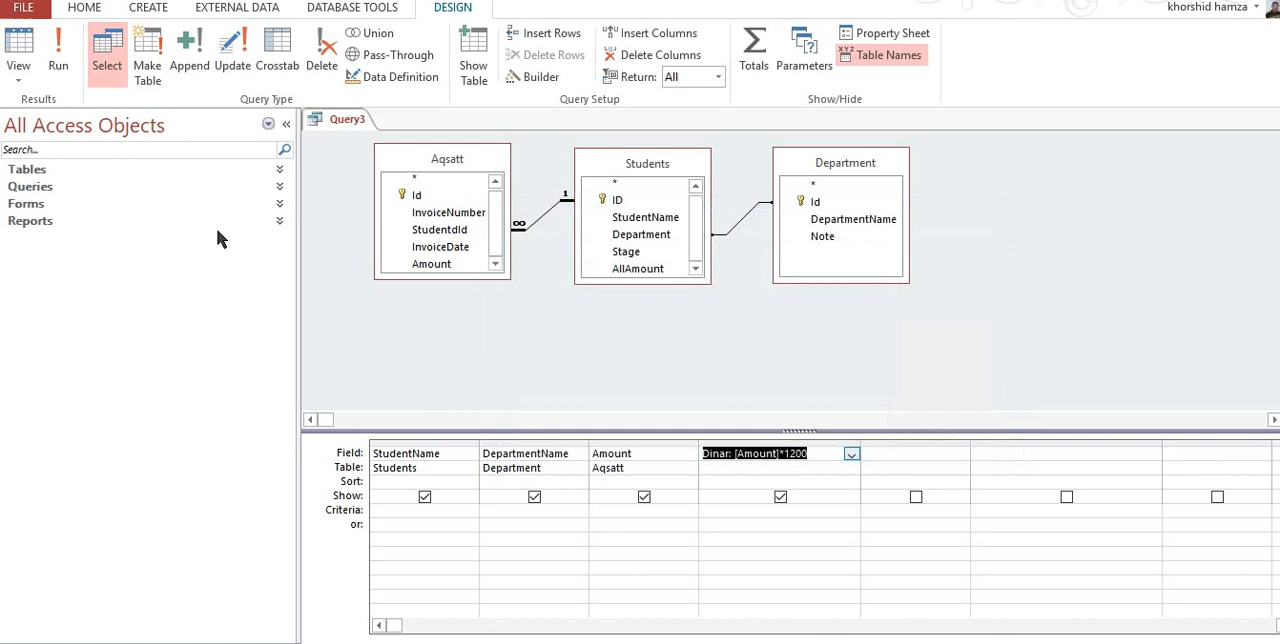 FILE HOME CREATE EXTERNAL DATA DATABASE TOOLS DESIGN khorshid hamza
View Run Select Make Table Append Update Crosstab Delete
Union
Pass-Through
Data Definition
Show Table
Insert Rows
Delete Rows
Builder
Insert Columns
Delete Columns
Return: All
Totals Parameters
Property Sheet
XYZ Table Names
Results Query Type Query Setup Show/Hide
All Access Objects «
Search...
Tables
Queries
Forms
Reports
Query3
Aqsatt
*
Id
InvoiceNumber
StudentdId
InvoiceDate
Amount
∞ 1
Students
*
ID
StudentName
Department
Stage
AllAmount
Department
*
Id
DepartmentName
Note
Field: StudentName DepartmentName Amount Dinar: [Amount]*1200
Table: Students Department Aqsatt
Sort:
Show:
Criteria:
or: